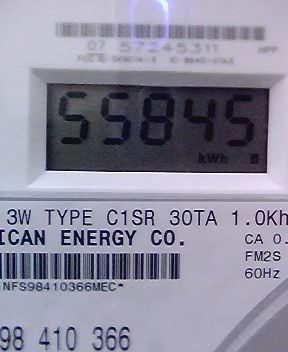 07 57245311
55845
kWh
3W TYPE C1SR 30TA 1.0Kh
ICAN ENERGY CO.
CA 0.
FM2S
60Hz
*NFS98410366MEC*
98 410 366